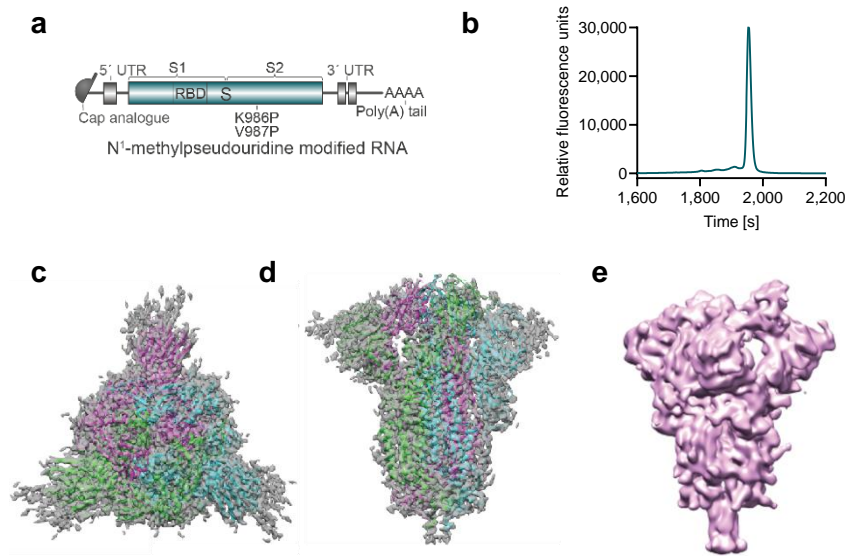 a
5´ UTR S1 S2 3´ UTR
RBD S AAAA
Cap analogue K986P Poly(A) tail
V987P
N¹-methylpseudouridine modified RNA
b
Relative fluorescence units
30,000
20,000
10,000
0
1,600 1,800 2,000 2,200
Time [s]
c
d
e